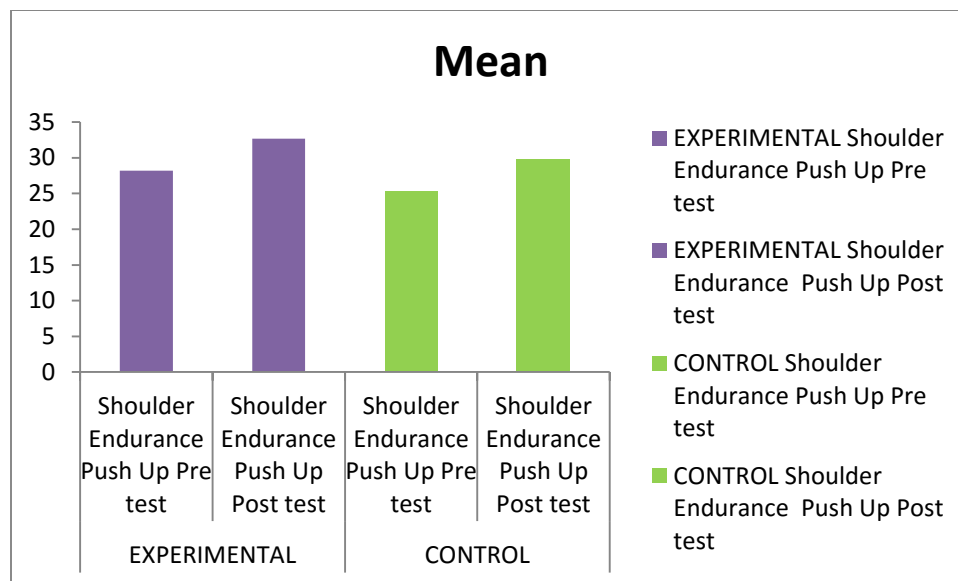 Mean
35
30
25
20
15
10
5
0
Shoulder
Endurance
Push Up Pre
test
Shoulder
Endurance
Push Up
Post test
Shoulder
Endurance
Push Up Pre
test
Shoulder
Endurance
Push Up
Post test
EXPERIMENTAL
CONTROL
EXPERIMENTAL Shoulder
Endurance Push Up Pre
test
EXPERIMENTAL Shoulder
Endurance  Push Up Post
test
CONTROL Shoulder
Endurance Push Up Pre
test
CONTROL Shoulder
Endurance  Push Up Post
test